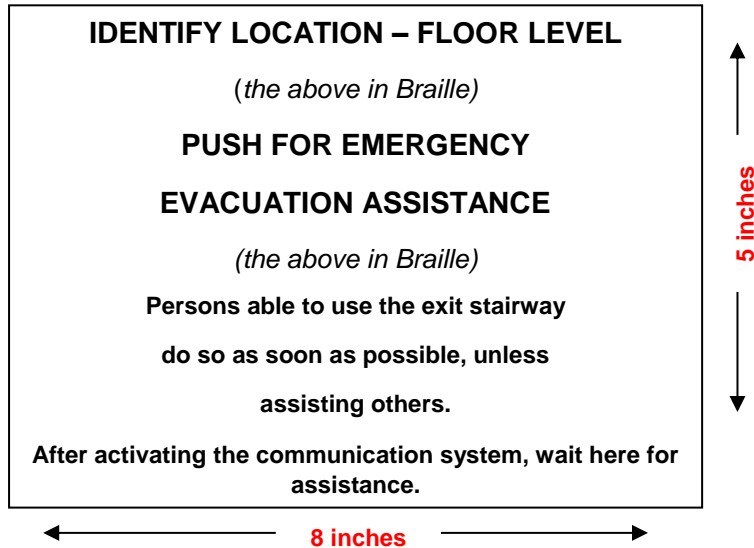 IDENTIFY LOCATION – FLOOR LEVEL
(the above in Braille)
PUSH FOR EMERGENCY
EVACUATION ASSISTANCE
(the above in Braille)
Persons able to use the exit stairway
do so as soon as possible, unless
assisting others.
After activating the communication system, wait here for
assistance.
5 inches
8 inches